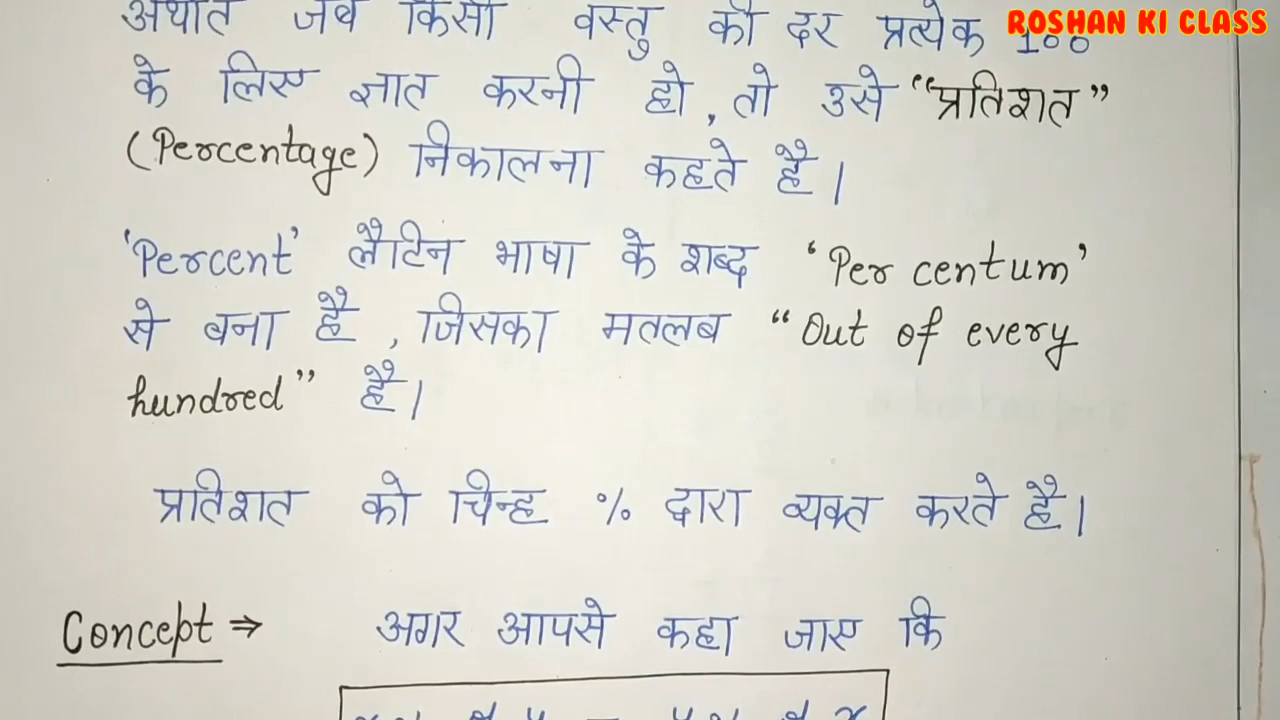 ROSHAN KI CLASS
अर्थात जब किसी वस्तु की दर प्रत्येक 100
के लिए ज्ञात करनी हो, तो उसे "प्रतिशत"
(Percentage) निकालना कहते है।
'Percent' लैटिन भाषा के शब्द 'Per centum'
से बना है, जिसका मतलब "Out of every
hundred" है।
प्रतिशत को चिन्ह % द्वारा व्यक्त करते है।
Concept ⇒ अगर आपसे कहा जाए कि